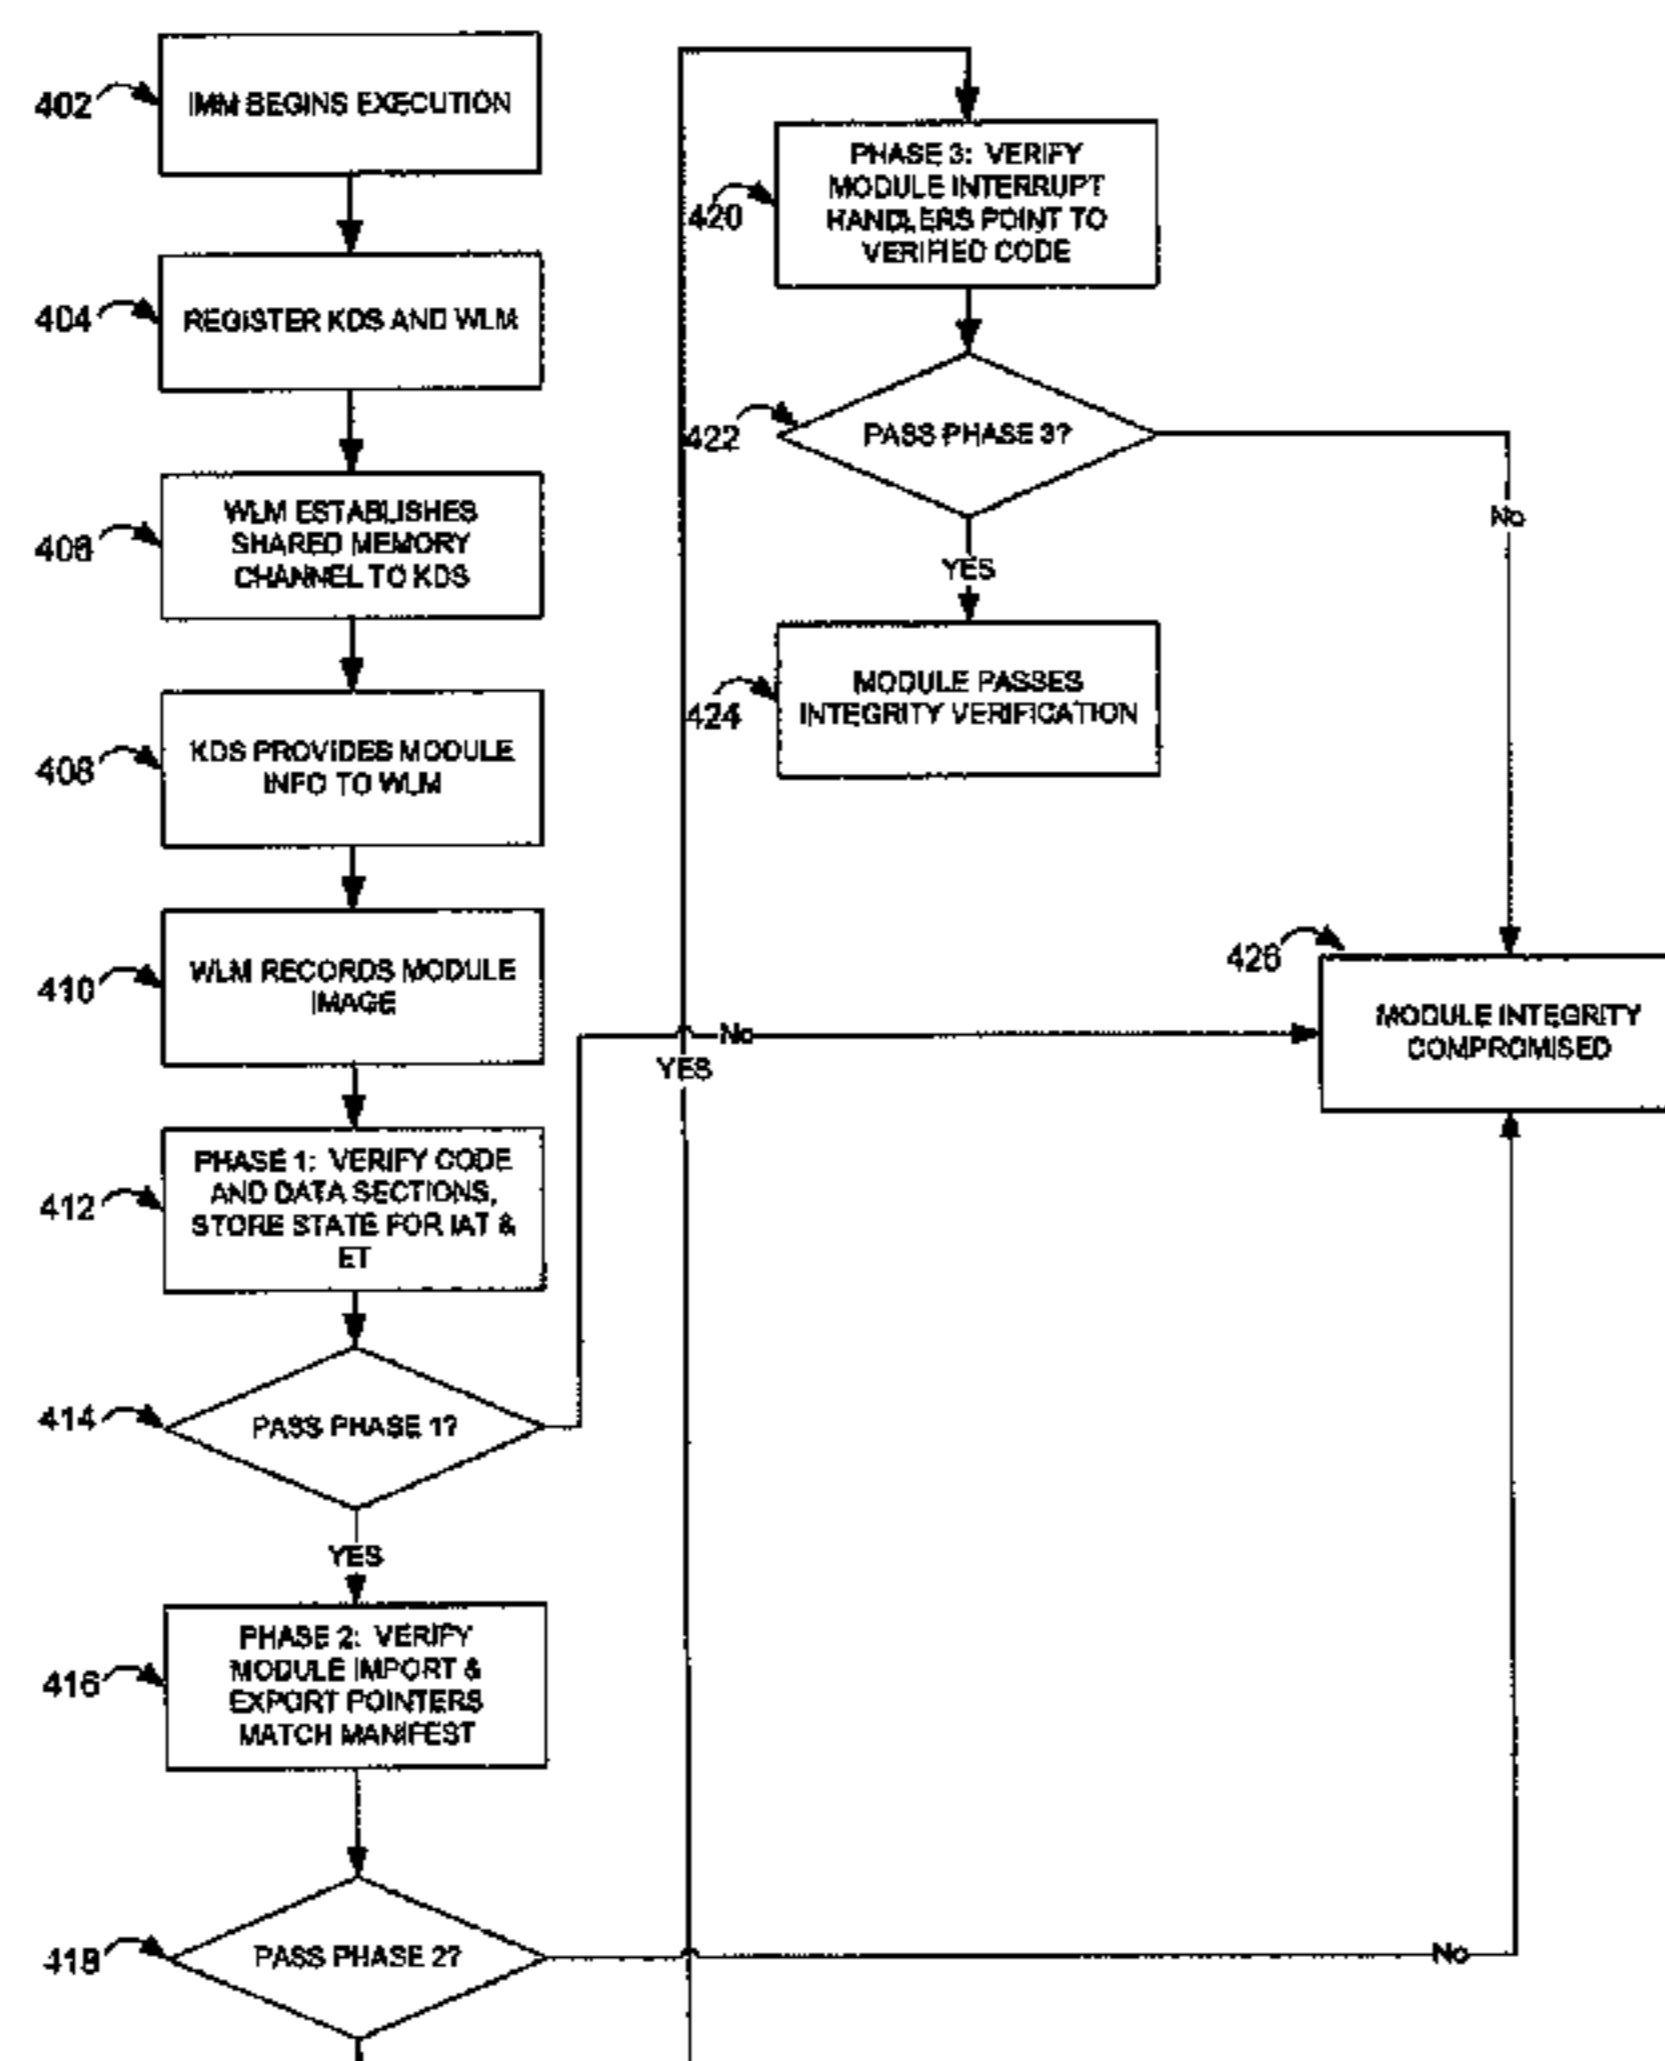 402
IMM BEGINS EXECUTION
404
REGISTER KDS AND WLM
406
WLM ESTABLISHES
SHARED MEMORY
CHANNEL TO KDS
408
KDS PROVIDES MODULE
INFO TO WLM
410
WLM RECORDS MODULE
IMAGE
412
PHASE 1: VERIFY CODE
AND DATA SECTIONS,
STORE STATE FOR IAT &
ET
414
PASS PHASE 1?
No
YES
416
PHASE 2: VERIFY
MODULE IMPORT &
EXPORT POINTERS
MATCH MANIFEST
418
PASS PHASE 2?
No
YES
420
PHASE 3: VERIFY
MODULE INTERRUPT
HANDLERS POINT TO
VERIFIED CODE
422
PASS PHASE 3?
No
YES
424
MODULE PASSES
INTEGRITY VERIFICATION
426
MODULE INTEGRITY
COMPROMISED